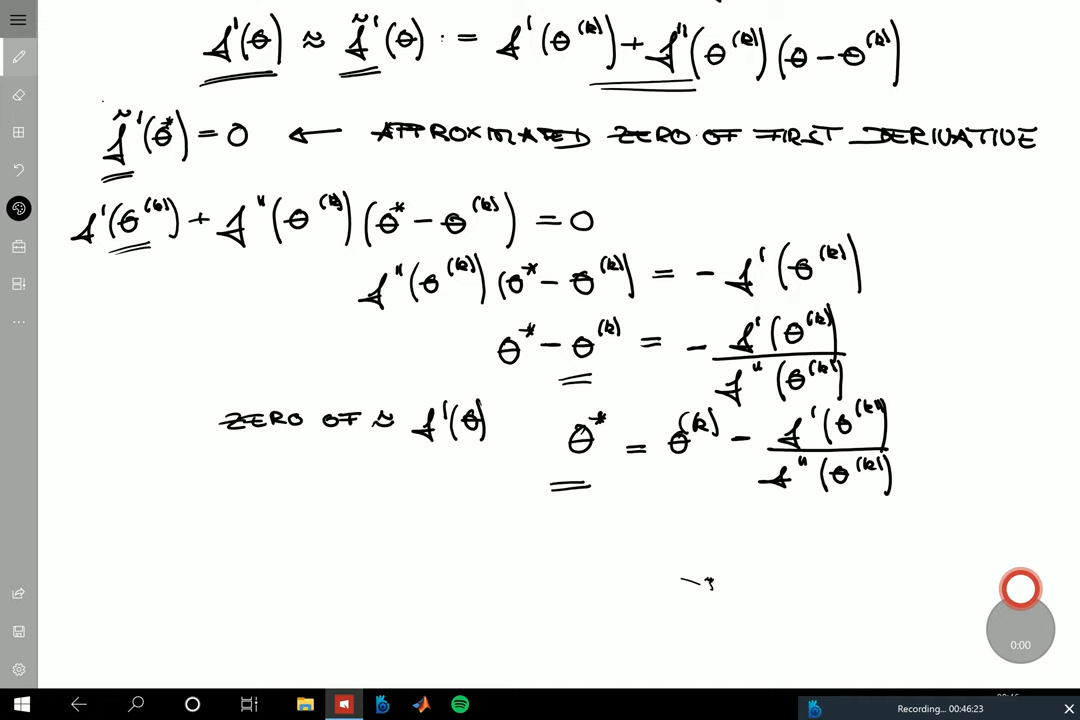 f'(θ) ≈ f̃'(θ) := f'(θ^(k)) + f''(θ^(k)) (θ - θ^(k))
f̃'(θ*) = 0 ← APPROXIMATED ZERO OF FIRST DERIVATIVE
f'(θ^(k)) + f''(θ^(k)) (θ* - θ^(k)) = 0
f''(θ^(k)) (θ* - θ^(k)) = - f'(θ^(k))
θ* - θ^(k) = - f'(θ^(k)) / f''(θ^(k))
ZERO OF ≈ f'(θ) θ* = θ^(k) - f'(θ^(k)) / f''(θ^(k))
0:00
Recording... 00:46:23